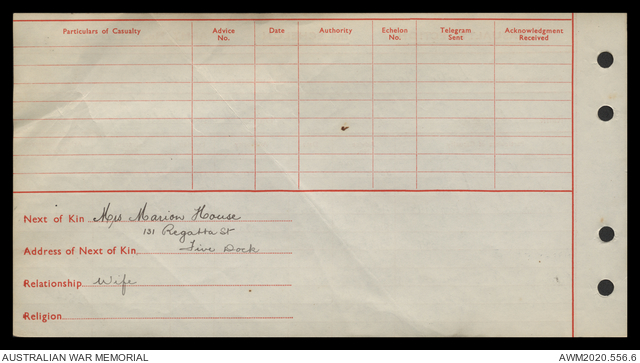 Particulars of Casualty Advice No. Date Authority Echelon No. Telegram Sent Acknowledgment Received
Next of Kin Mrs Marion House
131 Regatta St
Address of Next of Kin Five Dock
Relationship Wife
Religion
AUSTRALIAN WAR MEMORIAL AWM2020.556.6